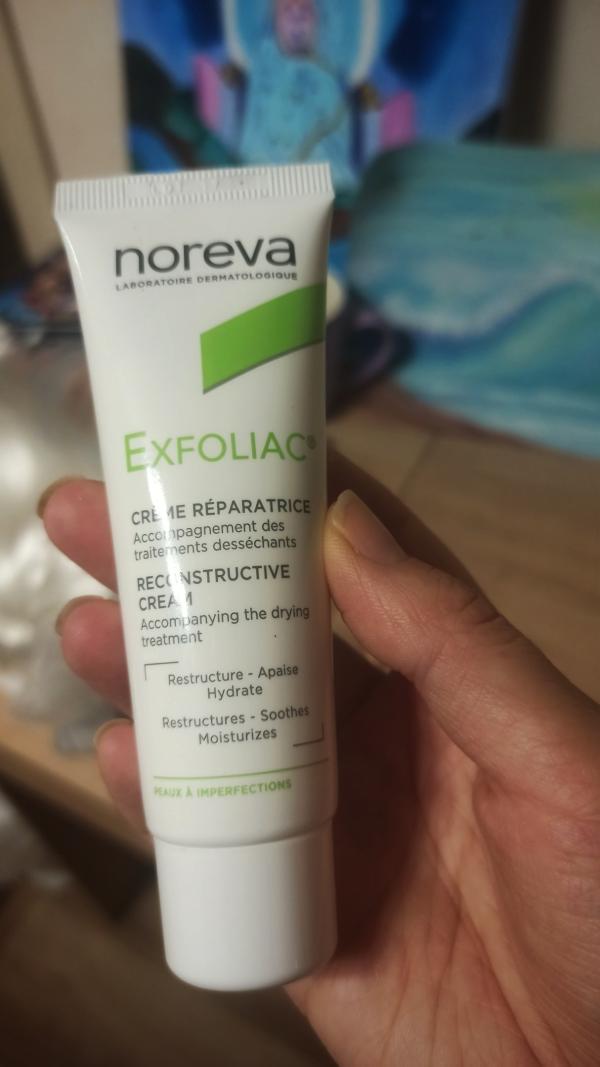 noreva
LABORATOIRE DERMATOLOGIQUE
EXFOLIAC®
CRÈME RÉPARATRICE
Accompagnement des
traitements desséchants
RECONSTRUCTIVE
CREAM
Accompanying the drying
treatment
Restructure - Apaise
Hydrate
Restructures - Soothes
Moisturizes
PEAUX À IMPERFECTIONS